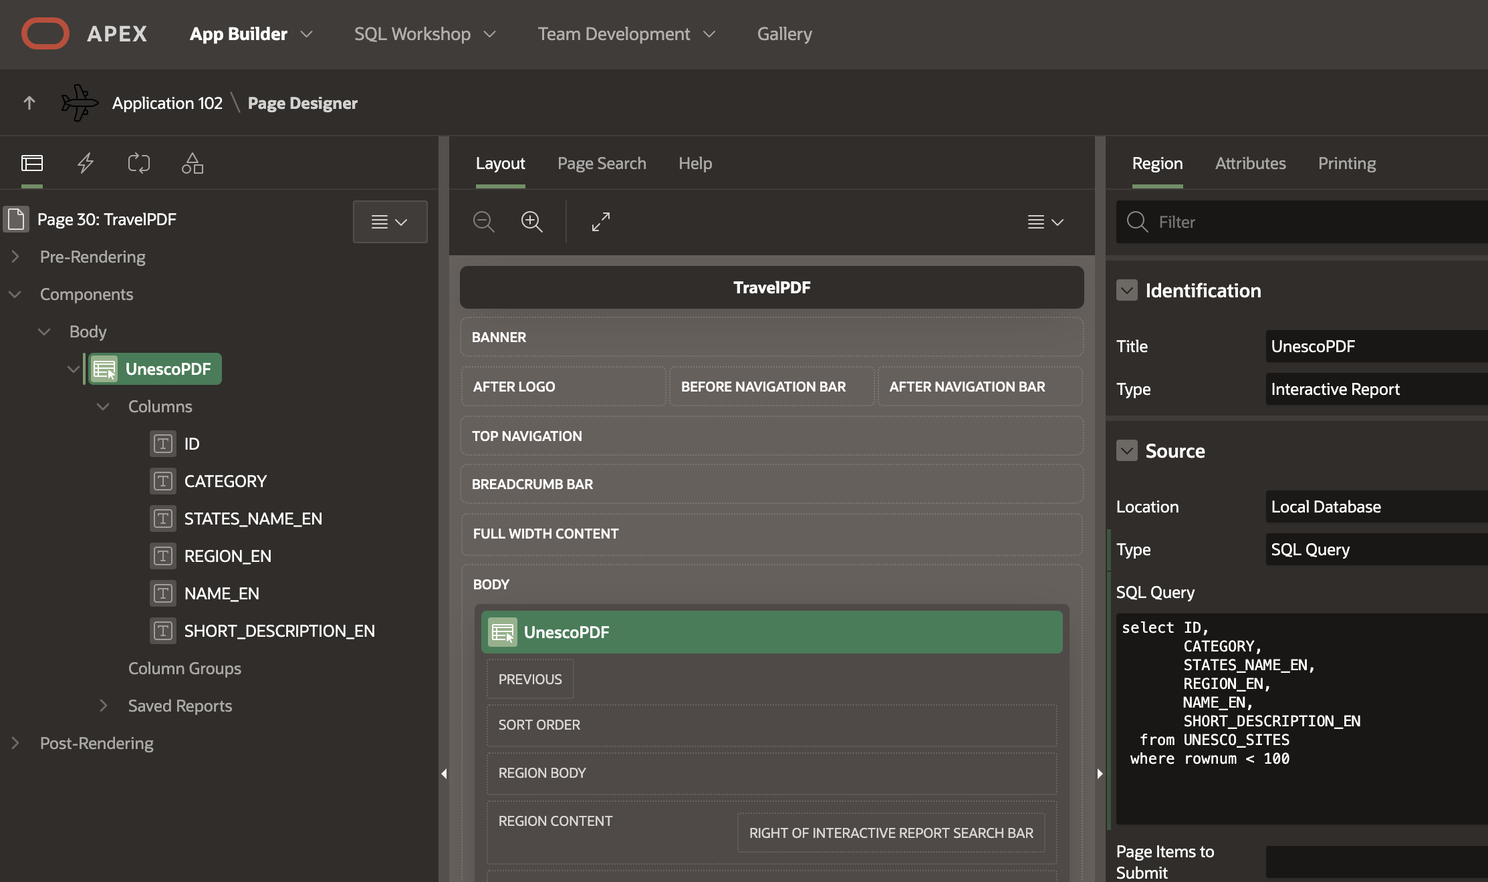 APEX App Builder SQL Workshop Team Development Gallery
Application 102 \ Page Designer
Page 30: TravelPDF
Pre-Rendering
Components
Body
UnescoPDF
Columns
ID
CATEGORY
STATES_NAME_EN
REGION_EN
NAME_EN
SHORT_DESCRIPTION_EN
Column Groups
Saved Reports
Post-Rendering
Layout Page Search Help
TravelPDF
BANNER
AFTER LOGO BEFORE NAVIGATION BAR AFTER NAVIGATION BAR
TOP NAVIGATION
BREADCRUMB BAR
FULL WIDTH CONTENT
BODY
UnescoPDF
PREVIOUS
SORT ORDER
REGION BODY
REGION CONTENT
RIGHT OF INTERACTIVE REPORT SEARCH BAR
Region Attributes Printing
Filter
Identification
Title UnescoPDF
Type Interactive Report
Source
Location Local Database
Type SQL Query
SQL Query
select ID,
CATEGORY,
STATES_NAME_EN,
REGION_EN,
NAME_EN,
SHORT_DESCRIPTION_EN
from UNESCO_SITES
where rownum < 100
Page Items to
Submit